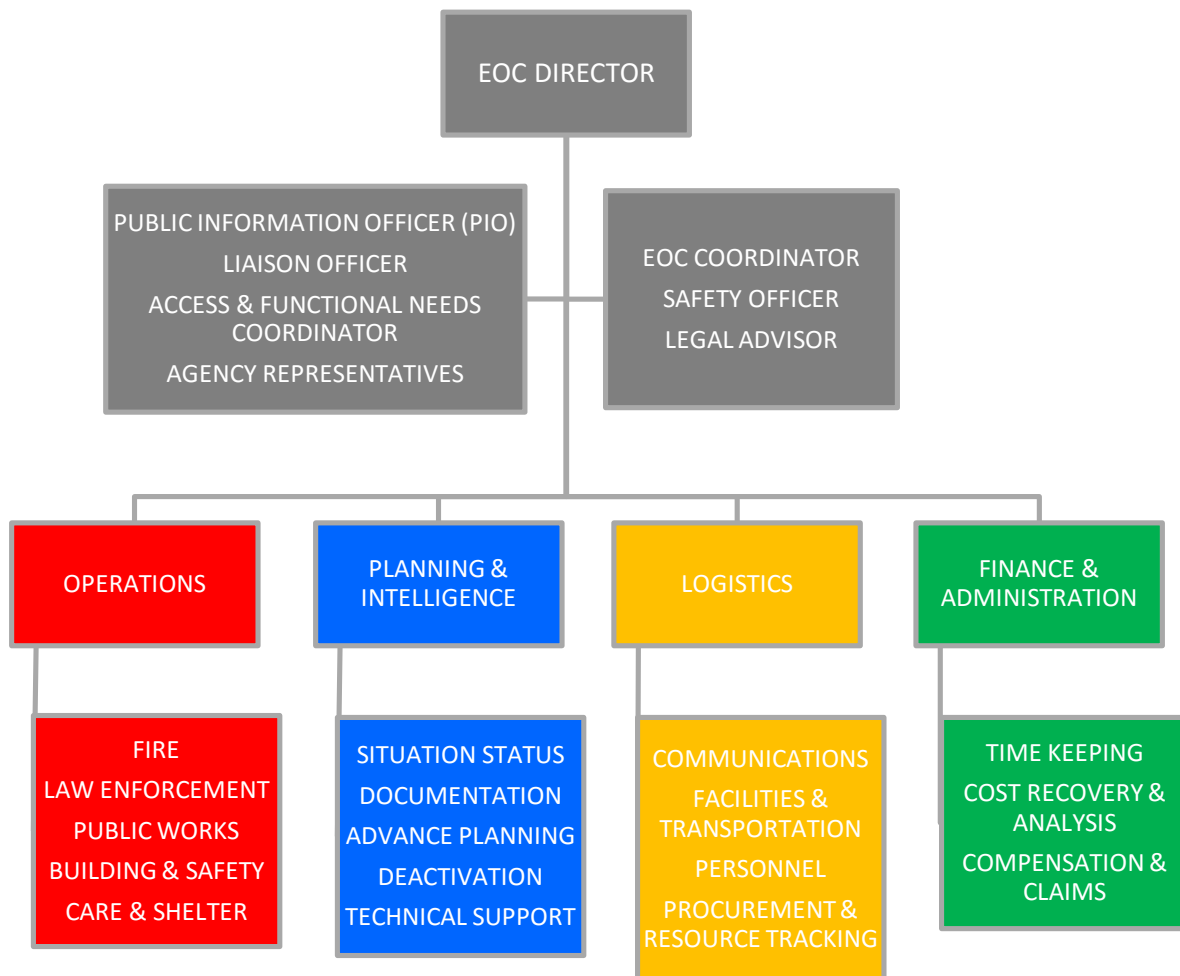 EOC DIRECTOR
PUBLIC INFORMATION OFFICER (PIO)
LIAISON OFFICER
ACCESS & FUNCTIONAL NEEDS
COORDINATOR
AGENCY REPRESENTATIVES
EOC COORDINATOR
SAFETY OFFICER
LEGAL ADVISOR
OPERATIONS
PLANNING &
INTELLIGENCE
LOGISTICS
FINANCE &
ADMINISTRATION
FIRE
LAW ENFORCEMENT
PUBLIC WORKS
BUILDING & SAFETY
CARE & SHELTER
SITUATION STATUS
DOCUMENTATION
ADVANCE PLANNING
DEACTIVATION
TECHNICAL SUPPORT
COMMUNICATIONS
FACILITIES &
TRANSPORTATION
PERSONNEL
PROCUREMENT &
RESOURCE TRACKING
TIME KEEPING
COST RECOVERY &
ANALYSIS
COMPENSATION &
CLAIMS